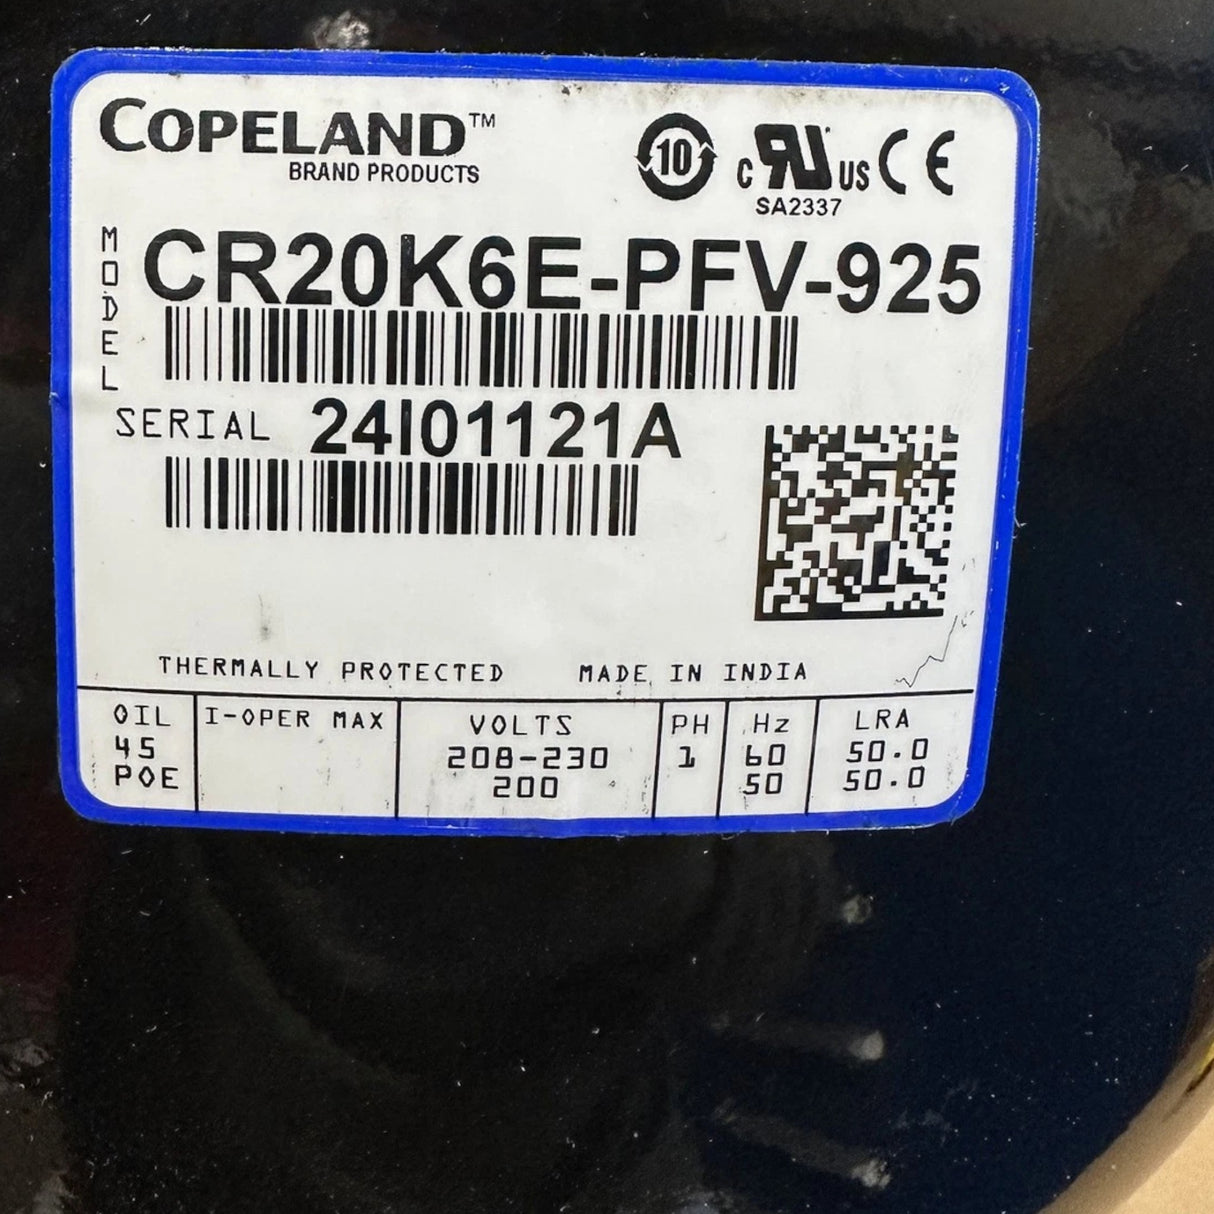 COPELAND™
BRAND PRODUCTS
10
c RU US CE
SA2337
MODEL
CR20K6E-PFV-925
SERIAL 24I01121A
THERMALLY PROTECTED MADE IN INDIA
OIL I-OPER MAX VOLTS PH Hz LRA
45 208-230 1 60 50.0
POE 200 50 50.0